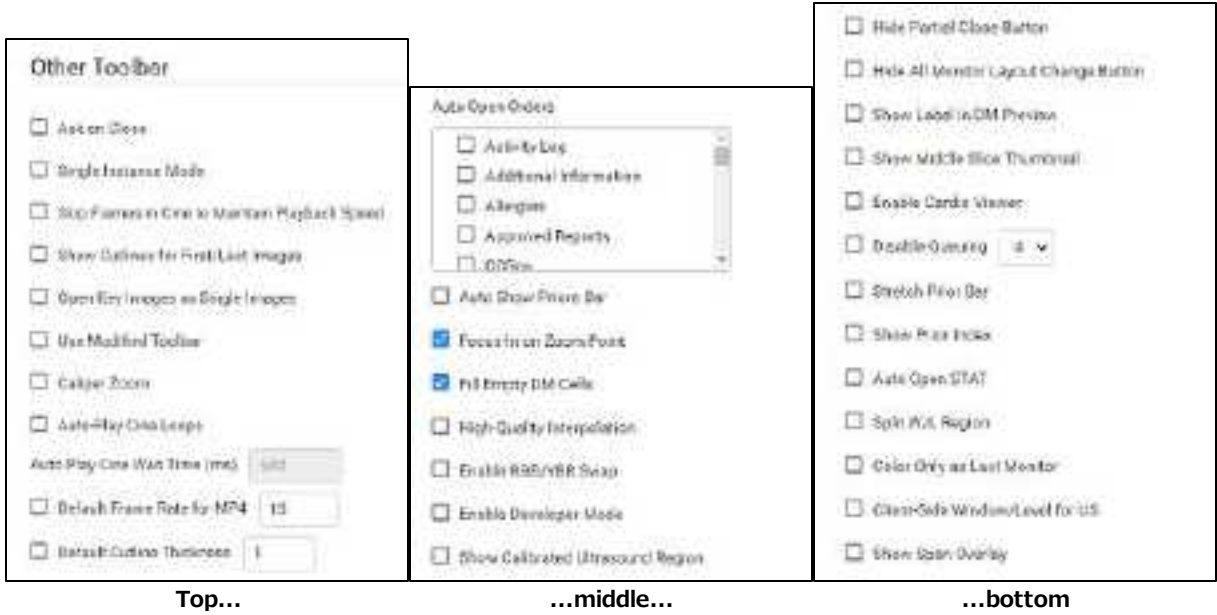 Other Toolbar
Ask on Close
Single Instance Mode
Skip Frames in Cine to Maintain Playback Speed
Show Outlines for First/Last Images
Open Key Images as Single Images
Use Modified Toolbar
Caliper Zoom
Auto-Play Cine Loops
Auto Play Cine Wait Time (ms)
Default Frame Rate for MP4 15
Default Cutline Thickness 1
Top...
Auto Open Orders
Activity Log
Additional Information
Allergies
Approved Reports
Auto Show Priors Bar
Focus In on Zoom Point
Fill Empty DM Cells
High-Quality Interpolation
Enable RGB/YBR Swap
Enable Developer Mode
Show Calibrated Ultrasound Region
...middle...
Hide Partial Close Button
Hide All Monitor Layout Change Button
Show Label in DM Preview
Show Middle Slice Thumbnail
Enable Cardio Viewer
Disable Queuing
Stretch Prior Bar
Show Prior Index
Auto Open STAT
Split W/L Region
Color Only as Last Monitor
Client-Side Window/Level for US
Show Span Overlay
...bottom